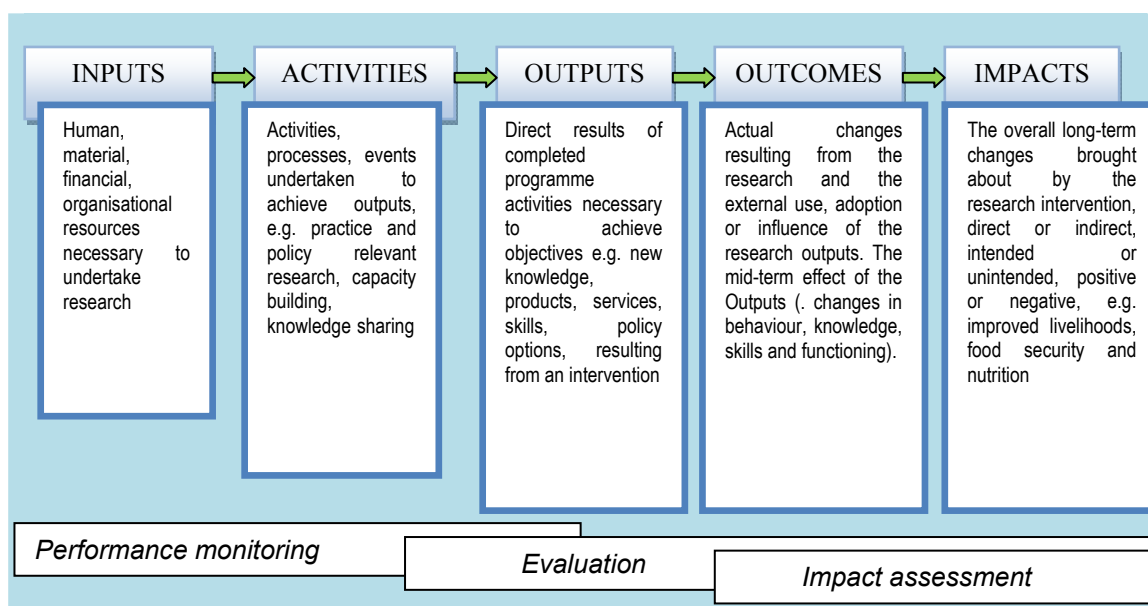 INPUTS
ACTIVITIES
OUTPUTS
OUTCOMES
IMPACTS
Human,
material,
financial,
organisational
resources
necessary to
undertake
research
Activities,
processes, events
undertaken to
achieve outputs,
e.g. practice and
policy relevant
research, capacity
building,
knowledge sharing
Direct results of
completed
programme
activities necessary
to achieve
objectives e.g. new
knowledge,
products, services,
skills, policy
options, resulting
from an intervention
Actual changes
resulting from the
research and the
external use, adoption
or influence of the
research outputs. The
mid-term effect of the
Outputs (. changes in
behaviour, knowledge,
skills and functioning).
The overall long-term
changes brought
about by the
research intervention,
direct or indirect,
intended or
unintended, positive
or negative, e.g.
improved livelihoods,
food security and
nutrition
Performance monitoring
Evaluation
Impact assessment